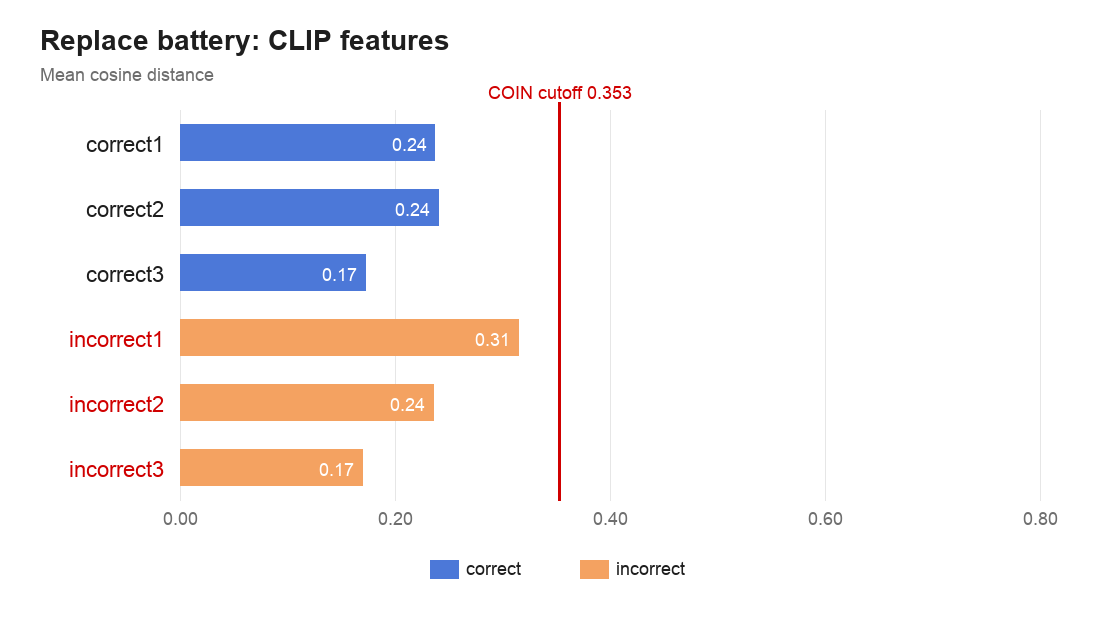 Replace battery: CLIP features
Mean cosine distance
COIN cutoff 0.353
correct1 0.24
correct2 0.24
correct3 0.17
incorrect1 0.31
incorrect2 0.24
incorrect3 0.17
0.00 0.20 0.40 0.60 0.80
correct incorrect